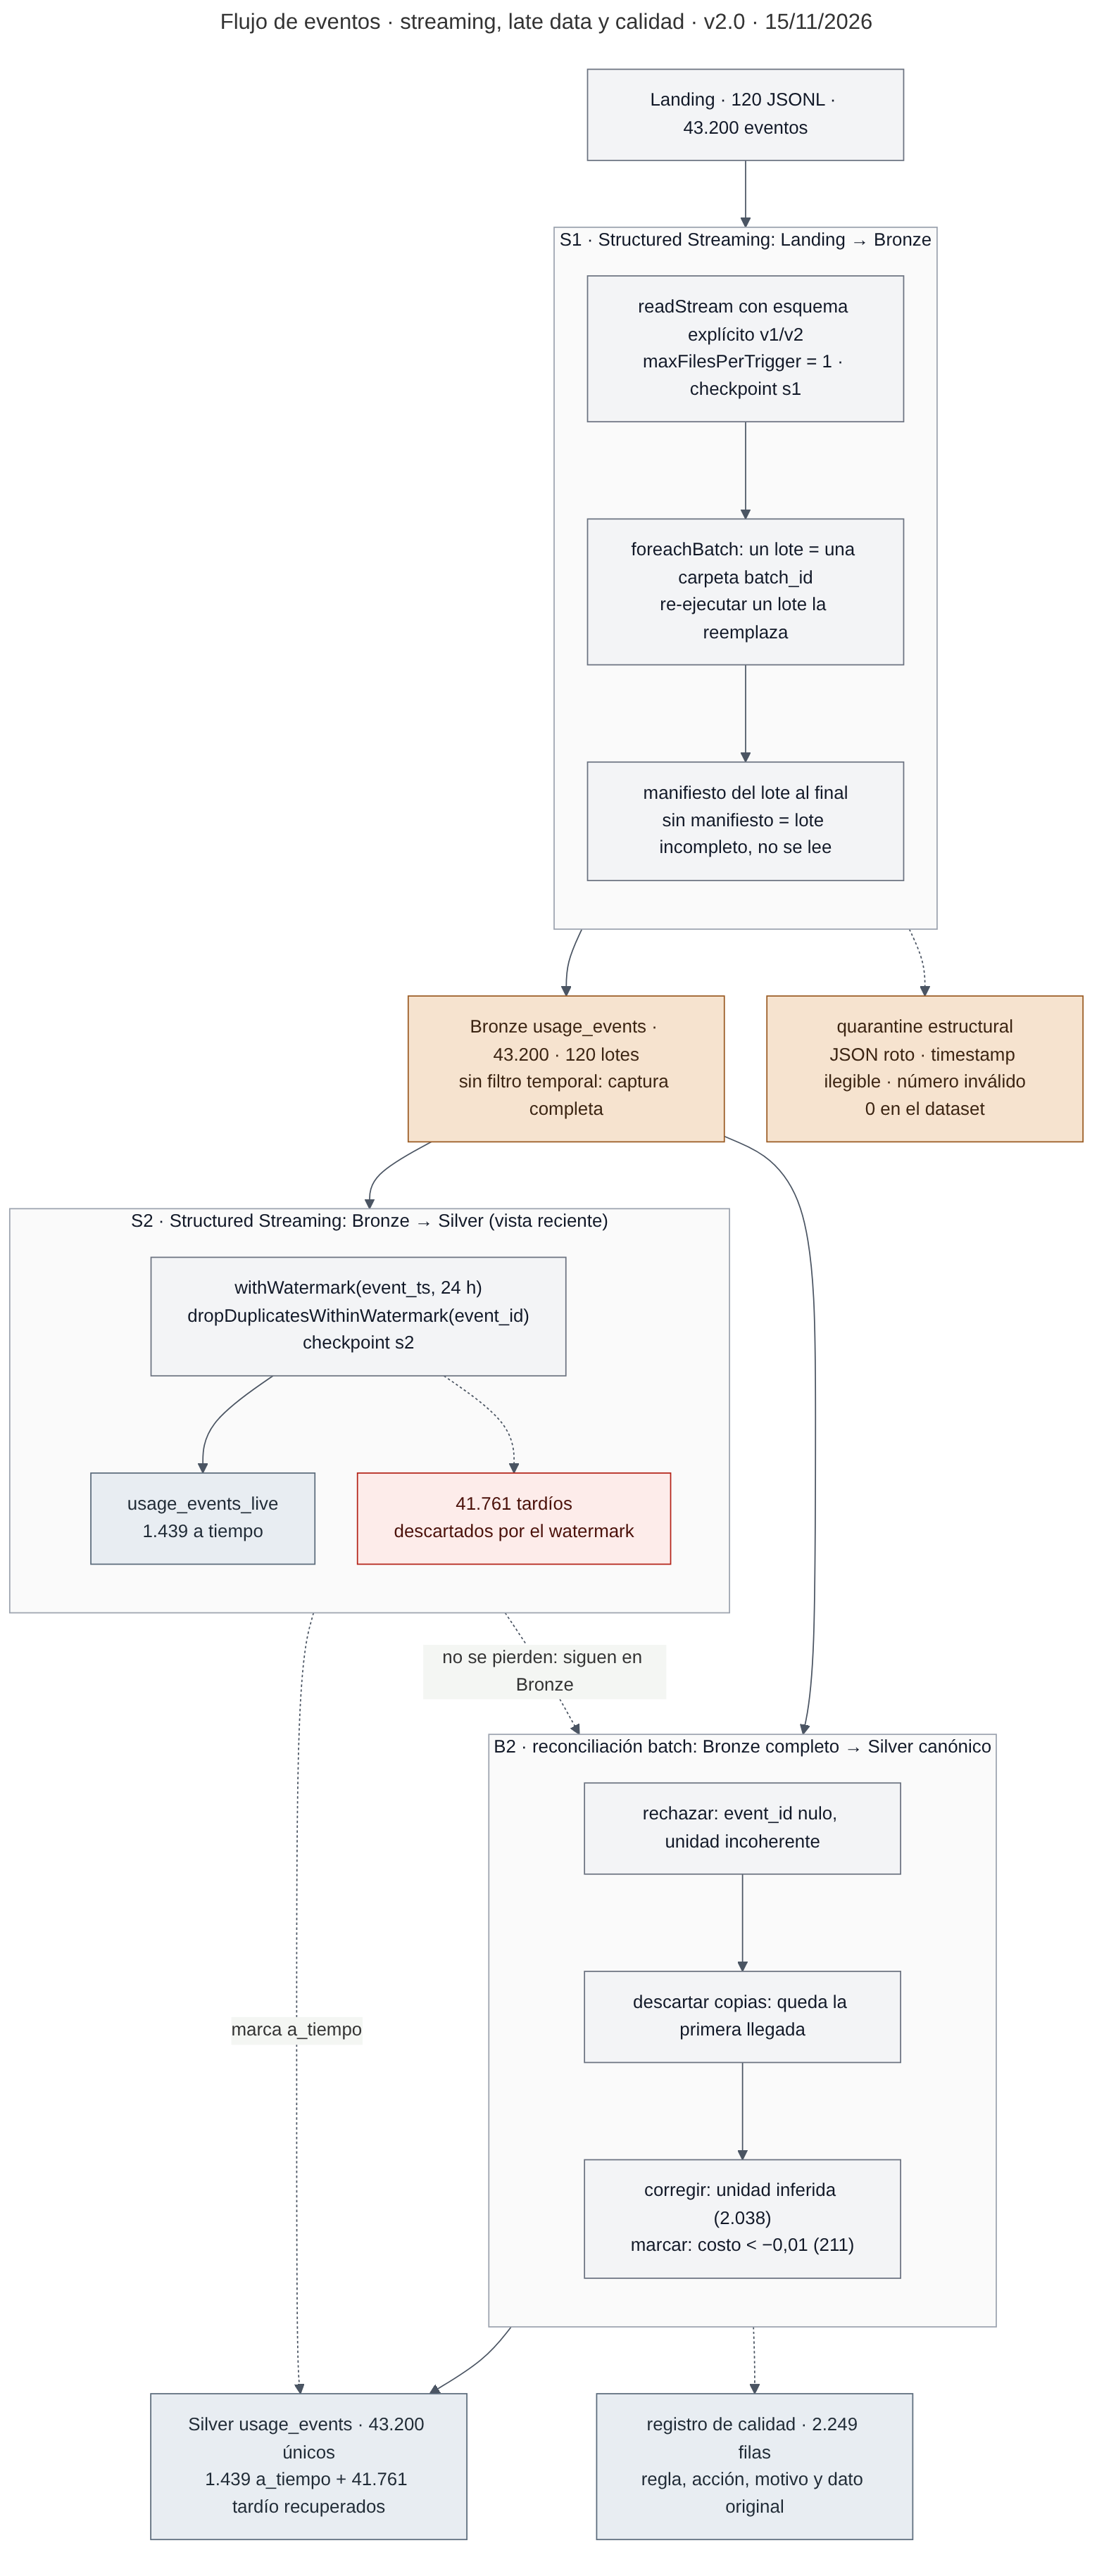 Flujo de eventos · streaming, late data y calidad · v2.0 · 15/11/2026
Landing · 120 JSONL ·
43.200 eventos
S1 · Structured Streaming: Landing → Bronze
readStream con esquema
explícito v1/v2
maxFilesPerTrigger = 1 ·
checkpoint s1
foreachBatch: un lote = una
carpeta batch_id
re-ejecutar un lote la
reemplaza
manifiesto del lote al final
sin manifiesto = lote
incompleto, no se lee
Bronze usage_events ·
43.200 · 120 lotes
sin filtro temporal: captura
completa
quarantine estructural
JSON roto · timestamp
ilegible · número inválido
0 en el dataset
S2 · Structured Streaming: Bronze → Silver (vista reciente)
withWatermark(event_ts, 24 h)
dropDuplicatesWithinWatermark(event_id)
checkpoint s2
usage_events_live
1.439 a tiempo
41.761 tardíos
descartados por el watermark
no se pierden: siguen en
Bronze
B2 · reconciliación batch: Bronze completo → Silver canónico
rechazar: event_id nulo,
unidad incoherente
descartar copias: queda la
primera llegada
marca a_tiempo
corregir: unidad inferida
(2.038)
marcar: costo < −0,01 (211)
Silver usage_events · 43.200
únicos
1.439 a_tiempo + 41.761
tardío recuperados
registro de calidad · 2.249
filas
regla, acción, motivo y dato
original